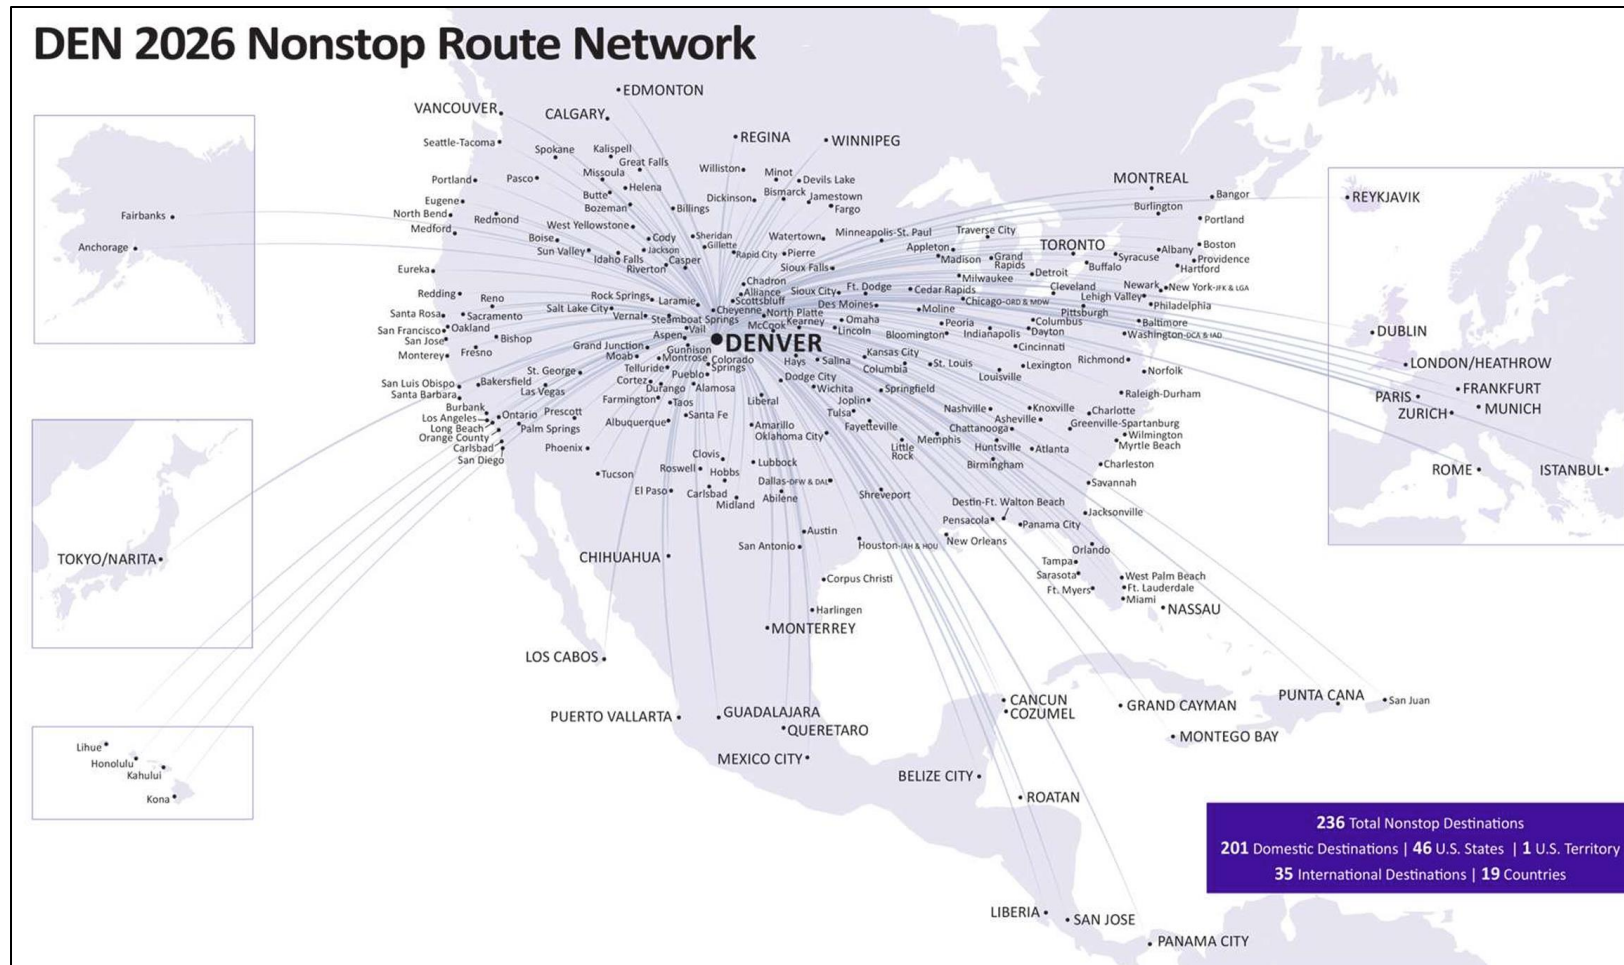 DEN 2026 Nonstop Route Network
EDMONTON
VANCOUVER
CALGARY
REGINA
WINNIPEG
Seattle-Tacoma
Spokane
Kalispell
Great Falls
Missoula
Williston
Minot
Devils Lake
MONTREAL
Portland
Pasco
Helena
Butte
Bozeman
Billings
Dickinson
Bismarck
Jamestown
Fargo
Bangor
Burlington
Eugene
North Bend
Redmond
Medford
West Yellowstone
Portland
Boise
Cody
Sheridan
Gillette
Watertown
Minneapolis-St. Paul
Traverse City
TORONTO
Sun Valley
Jackson
Idaho Falls
Casper
Riverton
Rapid City
Pierre
Sioux Falls
Appleton
Madison
Grand
Rapids
Albany
Boston
Syracuse
Providence
Buffalo
Hartford
Eureka
Chadron
Alliance
Scottsbluff
Sioux City
Ft. Dodge
Milwaukee
Detroit
Cleveland
Newark
New York-JFK & LGA
Redding
Reno
Rock Springs
Laramie
Cheyenne
North Platte
Des Moines
Cedar Rapids
Chicago-ORD & MDW
Lehigh Valley
Philadelphia
Santa Rosa
Sacramento
Salt Lake City
Vernal
Steamboat Springs
McCook
Kearney
Omaha
Lincoln
Moline
Pittsburgh
San Francisco
Oakland
San Jose
Bishop
Vail
Aspen
Peoria
Bloomington
Indianapolis
Columbus
Dayton
Baltimore
Washington-DCA & IAD
DENVER
Monterey
Fresno
Grand Junction
Gunnison
Moab
Montrose
Colorado
Springs
Hays
Salina
Kansas City
Columbia
St. Louis
Cincinnati
Louisville
Lexington
Richmond
Norfolk
San Luis Obispo
Bakersfield
Santa Barbara
St. George
Las Vegas
Telluride
Cortez
Durango
Pueblo
Alamosa
Dodge City
Wichita
Springfield
Raleigh-Durham
Burbank
Los Angeles
Long Beach
Orange County
Carlsbad
San Diego
Ontario
Prescott
Palm Springs
Farmington
Taos
Liberal
Joplin
Tulsa
Fayetteville
Nashville
Knoxville
Charlotte
Asheville
Greenville-Spartanburg
Albuquerque
Santa Fe
Amarillo
Oklahoma City
Chattanooga
Memphis
Huntsville
Atlanta
Wilmington
Myrtle Beach
Phoenix
Little
Rock
Birmingham
Charleston
Tucson
Clovis
Roswell
Hobbs
Lubbock
Dallas-DFW & DAL
Savannah
El Paso
Carlsbad
Midland
Abilene
Shreveport
Destin-Ft. Walton Beach
Pensacola
Panama City
Jacksonville
Austin
San Antonio
Houston-IAH & HOU
New Orleans
Orlando
CHIHUAHUA
Tampa
Sarasota
Ft. Myers
West Palm Beach
Ft. Lauderdale
Miami
Corpus Christi
NASSAU
Harlingen
MONTERREY
LOS CABOS
PUERTO VALLARTA
GUADALAJARA
QUERETARO
MEXICO CITY
CANCUN
COZUMEL
GRAND CAYMAN
PUNTA CANA
San Juan
MONTEGO BAY
BELIZE CITY
ROATAN
LIBERIA
SAN JOSE
PANAMA CITY
Fairbanks
Anchorage
TOKYO/NARITA
Lihue
Honolulu
Kahului
Kona
REYKJAVIK
DUBLIN
LONDON/HEATHROW
FRANKFURT
PARIS
MUNICH
ZURICH
ROME
ISTANBUL
236 Total Nonstop Destinations
201 Domestic Destinations | 46 U.S. States | 1 U.S. Territory
35 International Destinations | 19 Countries